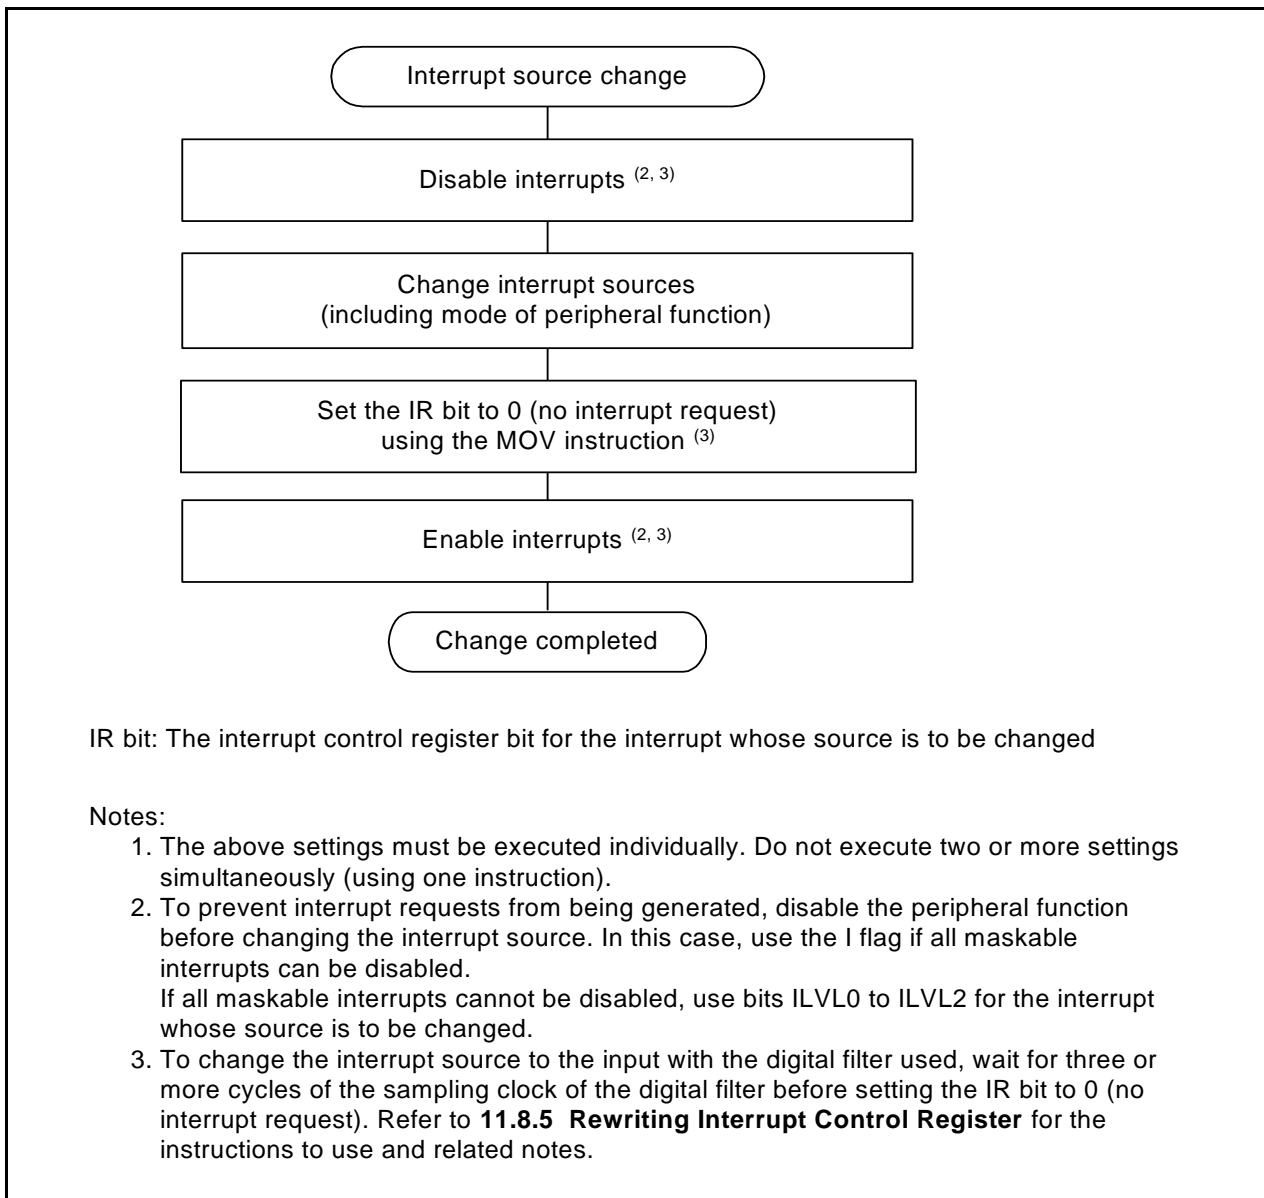 Interrupt source change
Disable interrupts (2, 3)
Change interrupt sources
(including mode of peripheral function)
Set the IR bit to 0 (no interrupt request)
using the MOV instruction (3)
Enable interrupts (2, 3)
Change completed
IR bit: The interrupt control register bit for the interrupt whose source is to be changed
Notes:
1. The above settings must be executed individually. Do not execute two or more settings
simultaneously (using one instruction).
2. To prevent interrupt requests from being generated, disable the peripheral function
before changing the interrupt source. In this case, use the I flag if all maskable
interrupts can be disabled.
If all maskable interrupts cannot be disabled, use bits ILVL0 to ILVL2 for the interrupt
whose source is to be changed.
3. To change the interrupt source to the input with the digital filter used, wait for three or
more cycles of the sampling clock of the digital filter before setting the IR bit to 0 (no
interrupt request). Refer to 11.8.5 Rewriting Interrupt Control Register for the
instructions to use and related notes.